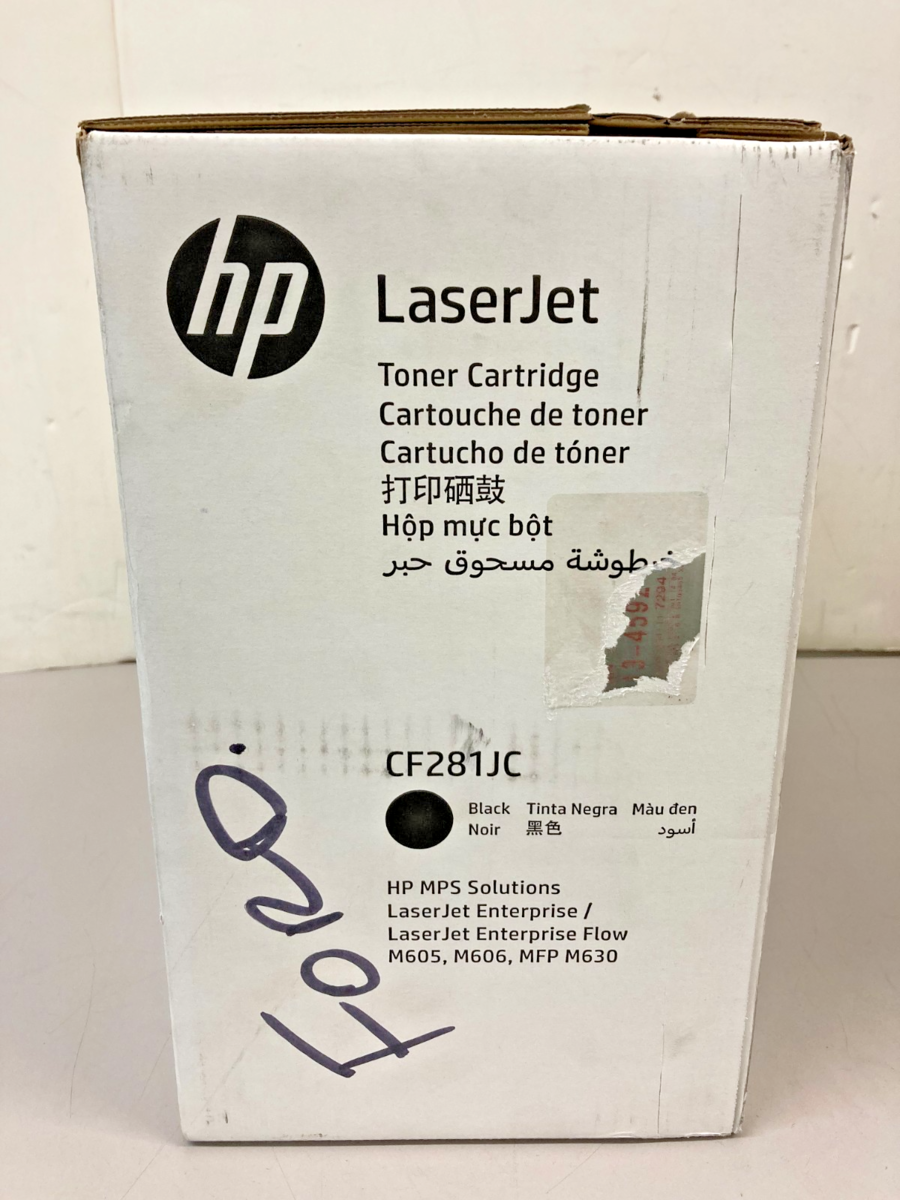 hp
LaserJet
Toner Cartridge
Cartouche de toner
Cartucho de tóner
打印硒鼓
Hộp mực bột
خرطوشة مسحوق حبر
7294
CF281JC
Black Tinta Negra Màu đen
Noir 黑色 أسود
HP MPS Solutions
LaserJet Enterprise /
LaserJet Enterprise Flow
M605, M606, MFP M630
FORD.